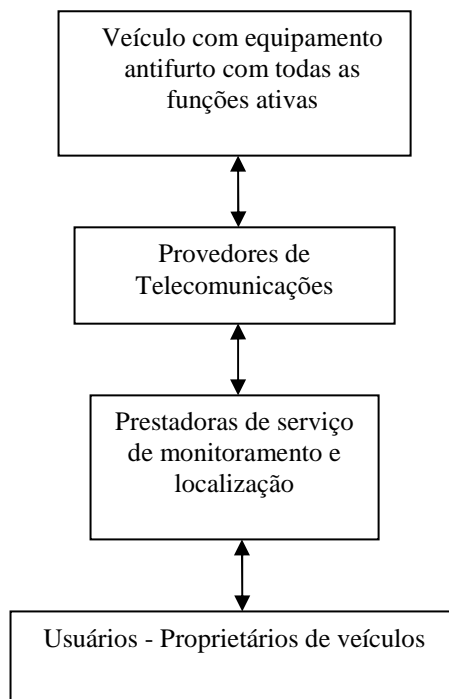 Veículo com equipamento
antifurto com todas as
funções ativas
Provedores de
Telecomunicações
Prestadoras de serviço
de monitoramento e
localização
Usuários - Proprietários de veículos